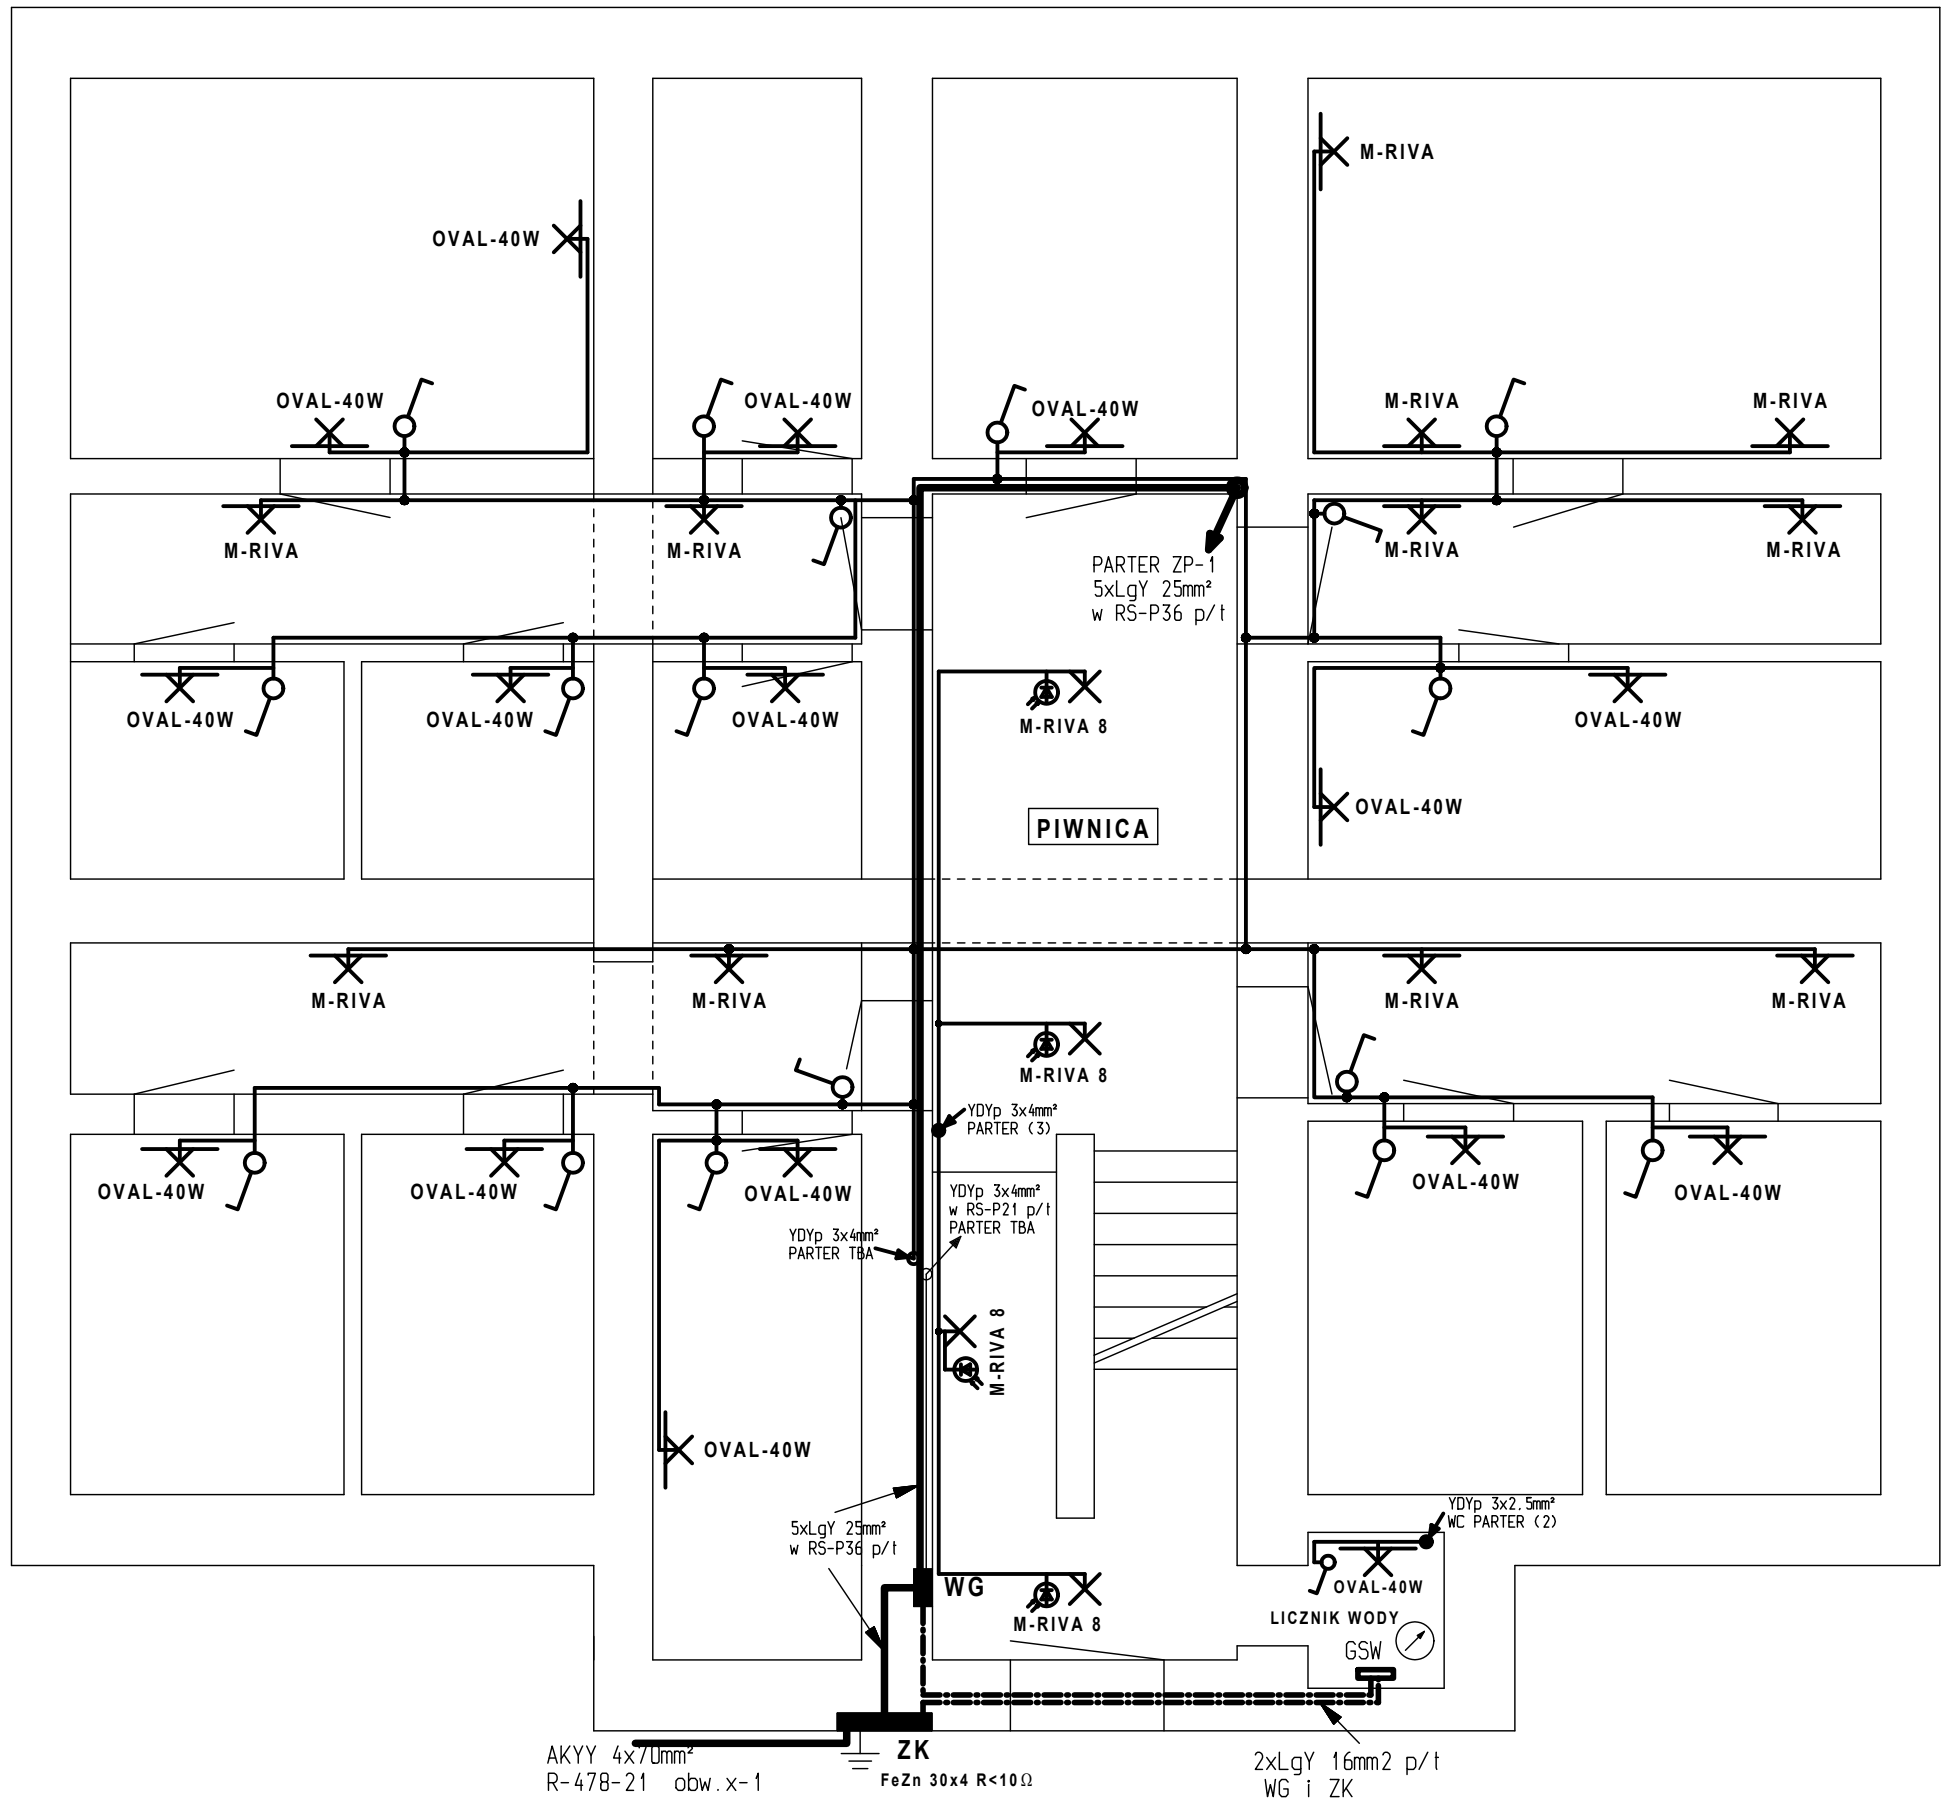 M-RIVA
OVAL-40W
OVAL-40W
OVAL-40W
OVAL-40W
M-RIVA
M-RIVA
M-RIVA
M-RIVA
M-RIVA
M-RIVA
PARTER ZP-1
5xLgY 25mm²
w RS-P36 p/t
OVAL-40W
OVAL-40W
OVAL-40W
M-RIVA 8
OVAL-40W
OVAL-40W
PIWNICA
M-RIVA
M-RIVA
M-RIVA
M-RIVA
M-RIVA 8
YDYp 3x4mm²
PARTER (3)
OVAL-40W
OVAL-40W
OVAL-40W
OVAL-40W
OVAL-40W
YDYp 3x4mm²
w RS-P21 p/t
PARTER TBA
YDYp 3x4mm²
PARTER TBA
M-RIVA 8
OVAL-40W
5xLgY 25mm²
w RS-P36 p/t
YDYp 3x2,5mm²
WC PARTER (2)
WG
OVAL-40W
M-RIVA 8
LICZNIK WODY
GSW
ZK
AKYY 4x70mm²
R-478-21 obw.x-1
FeZn 30x4 R<10Ω
2xLgY 16mm2 p/t
WG i ZK